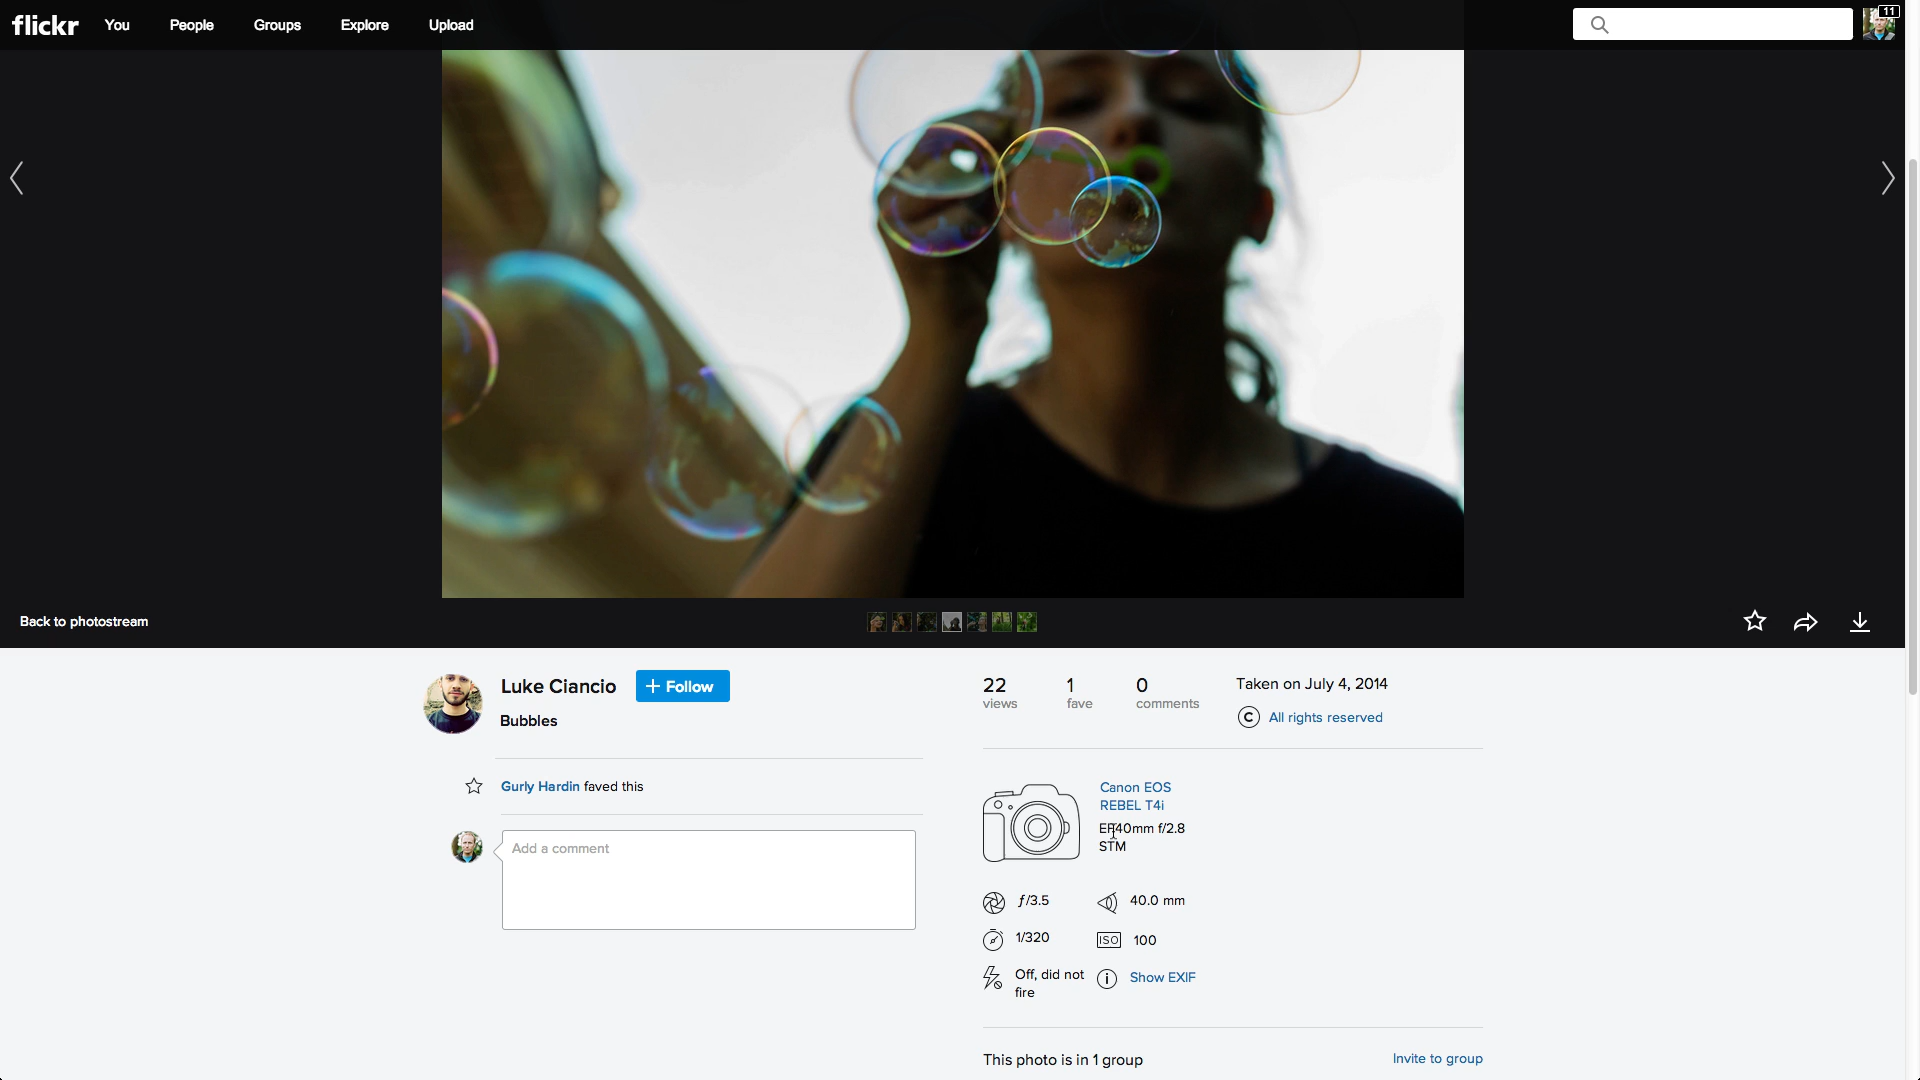 flickr You People Groups Explore Upload
11
Back to photostream
Luke Ciancio + Follow
Bubbles
22 views
1 fave
0 comments
Taken on July 4, 2014
C All rights reserved
Gurly Hardin faved this
Add a comment
Canon EOS
REBEL T4i
EF40mm f/2.8
STM
ƒ/3.5
40.0 mm
1/320
ISO 100
Off, did not
fire
Show EXIF
This photo is in 1 group
Invite to group